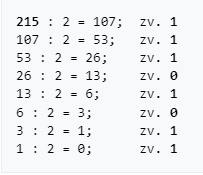 215 : 2 = 107; zv. 1
107 : 2 = 53; zv. 1
53 : 2 = 26; zv. 1
26 : 2 = 13; zv. 0
13 : 2 = 6; zv. 1
6 : 2 = 3; zv. 0
3 : 2 = 1; zv. 1
1 : 2 = 0; zv. 1